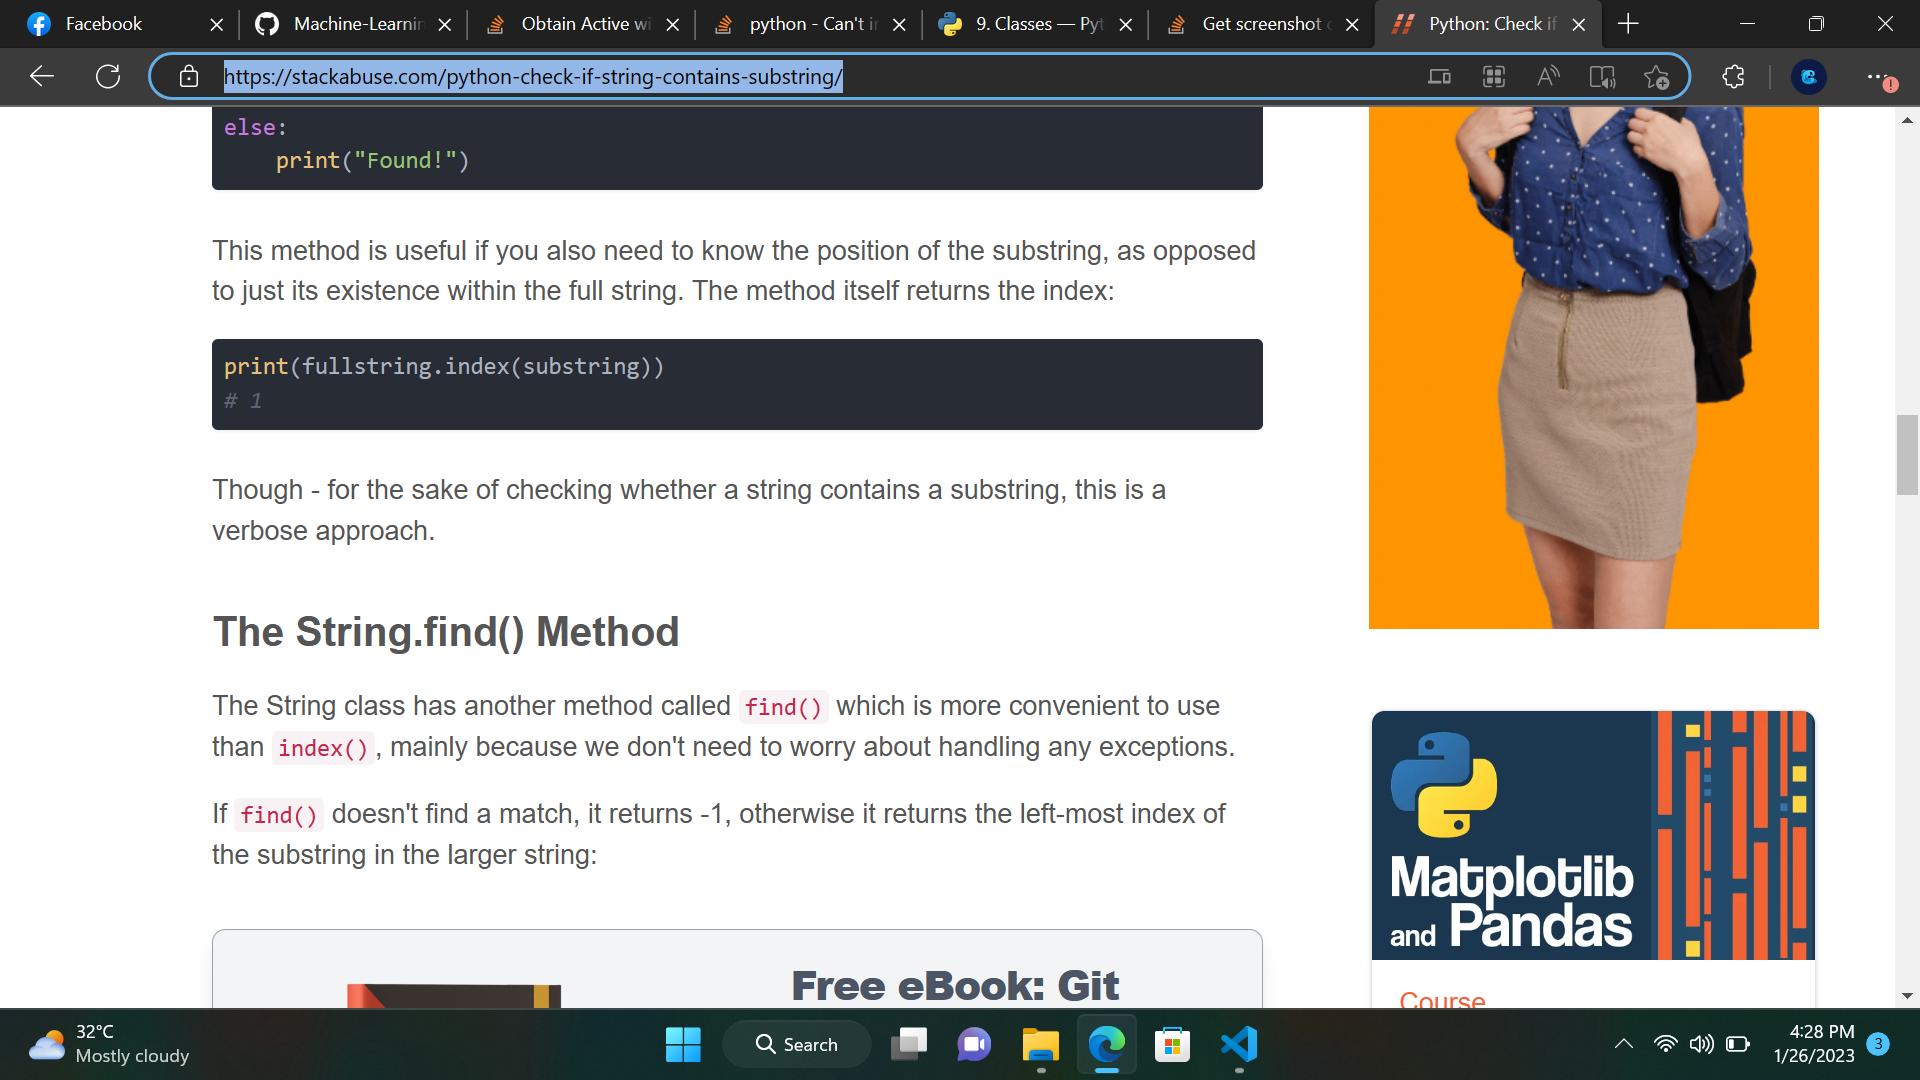 Facebook
Machine-Learnin
Obtain Active wi
python - Can't i
9. Classes — Pyt
Get screenshot
Python: Check if
https://stackabuse.com/python-check-if-string-contains-substring/
else:
print("Found!")
This method is useful if you also need to know the position of the substring, as opposed
to just its existence within the full string. The method itself returns the index:
print(fullstring.index(substring))
# 1
Though - for the sake of checking whether a string contains a substring, this is a
verbose approach.
The String.find() Method
The String class has another method called find() which is more convenient to use
than index(), mainly because we don't need to worry about handling any exceptions.
If find() doesn't find a match, it returns -1, otherwise it returns the left-most index of
the substring in the larger string:
Free eBook: Git
Matplotlib
and Pandas
Course
32°C
Mostly cloudy
Search
4:28 PM
1/26/2023
3